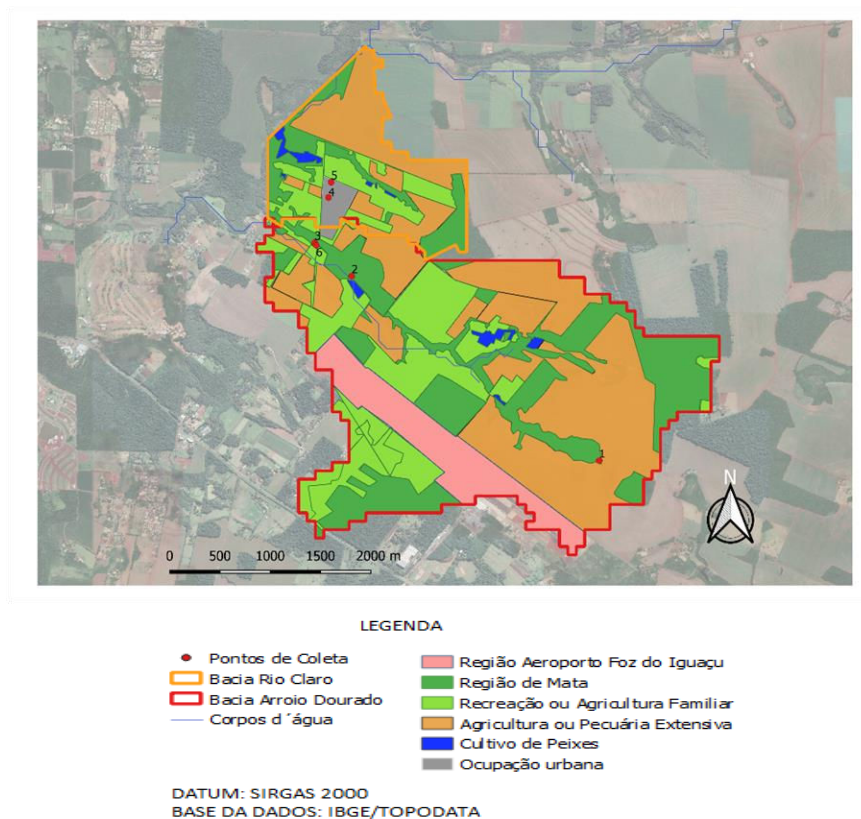 5
4
3
6
2
1
N
0 500 1000 1500 2000 m
LEGENDA
Pontos de Coleta
Bacia Rio Claro
Bacia Arroio Dourado
Corpos d´água
Região Aeroporto Foz do Iguaçu
Região de Mata
Recreação ou Agricultura Familiar
Agricultura ou Pecuária Extensiva
Cultivo de Peixes
Ocupação urbana
DATUM: SIRGAS 2000
BASE DA DADOS: IBGE/TOPODATA